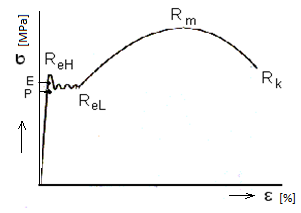 σ [MPa]
R_m
R_eH
E
P
R_eL
R_k
ε [%]